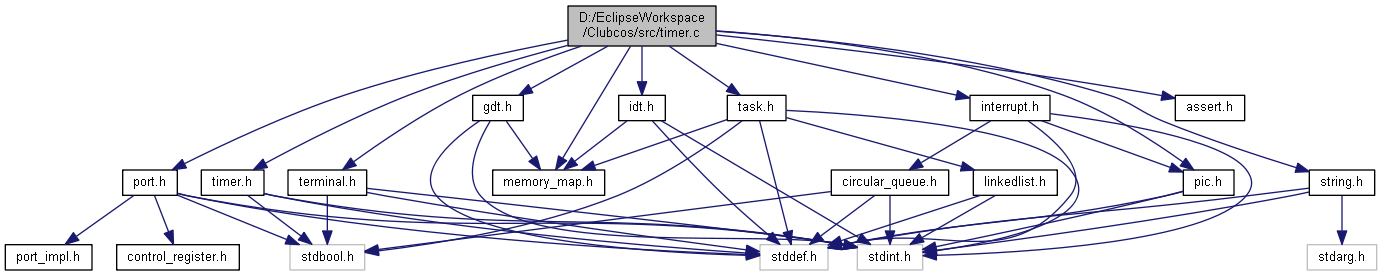 D:/EclipseWorkspace
/Clubcos/src/timer.c
gdt.h
idt.h
task.h
interrupt.h
assert.h
port.h
timer.h
terminal.h
memory_map.h
circular_queue.h
linkedlist.h
pic.h
string.h
port_impl.h
control_register.h
stdbool.h
stddef.h
stdint.h
stdarg.h